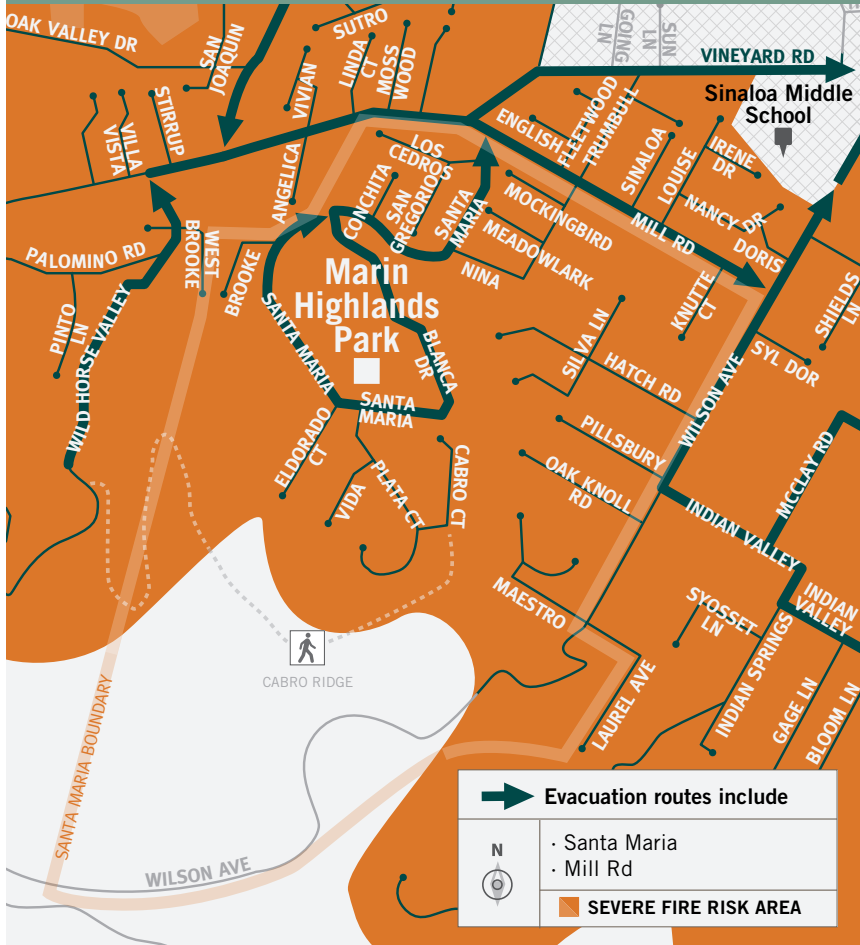 OAK VALLEY DR
SAN
JOAQUIN
SUTRO
LINDA
CT
MOSS
WOOD
VIVIAN
ANGELICA
GOING
LN
SUN
LN
VINEYARD RD
Sinaloa Middle
School
VILLA
VISTA
STIRRUP
ENGLISH
FLEETWOOD
TRUMBULL
SINALOA
LOUISE
IRENE
DR
NANCY DR
DORIS
LOS
CEDROS
CONCHITA
SAN
GREGORIO
SANTA
MARIA
MOCKINGBIRD
MEADOWLARK
NINA
MILL RD
PALOMINO RD
WEST
BROOKE
BROOKE
PINTO
LN
WILD HORSE VALLEY
SANTA MARIA
Marin
Highlands
Park
BLANCA
DR
SANTA
MARIA
KNUTTE
CT
SHIELDS
LN
SYL DOR
SILVA LN
HATCH RD
WILSON AVE
PILLSBURY
OAK KNOLL
RD
MCCLAY RD
ELDORADO
CT
VIDA
PLATA CT
CABRO CT
INDIAN VALLEY
INDIAN
VALLEY
MAESTRO
SYOSSET
LN
INDIAN SPRINGS
GAGE LN
BLOOM LN
LAUREL AVE
CABRO RIDGE
SANTA MARIA BOUNDARY
WILSON AVE
Evacuation routes include
N
· Santa Maria
· Mill Rd
SEVERE FIRE RISK AREA